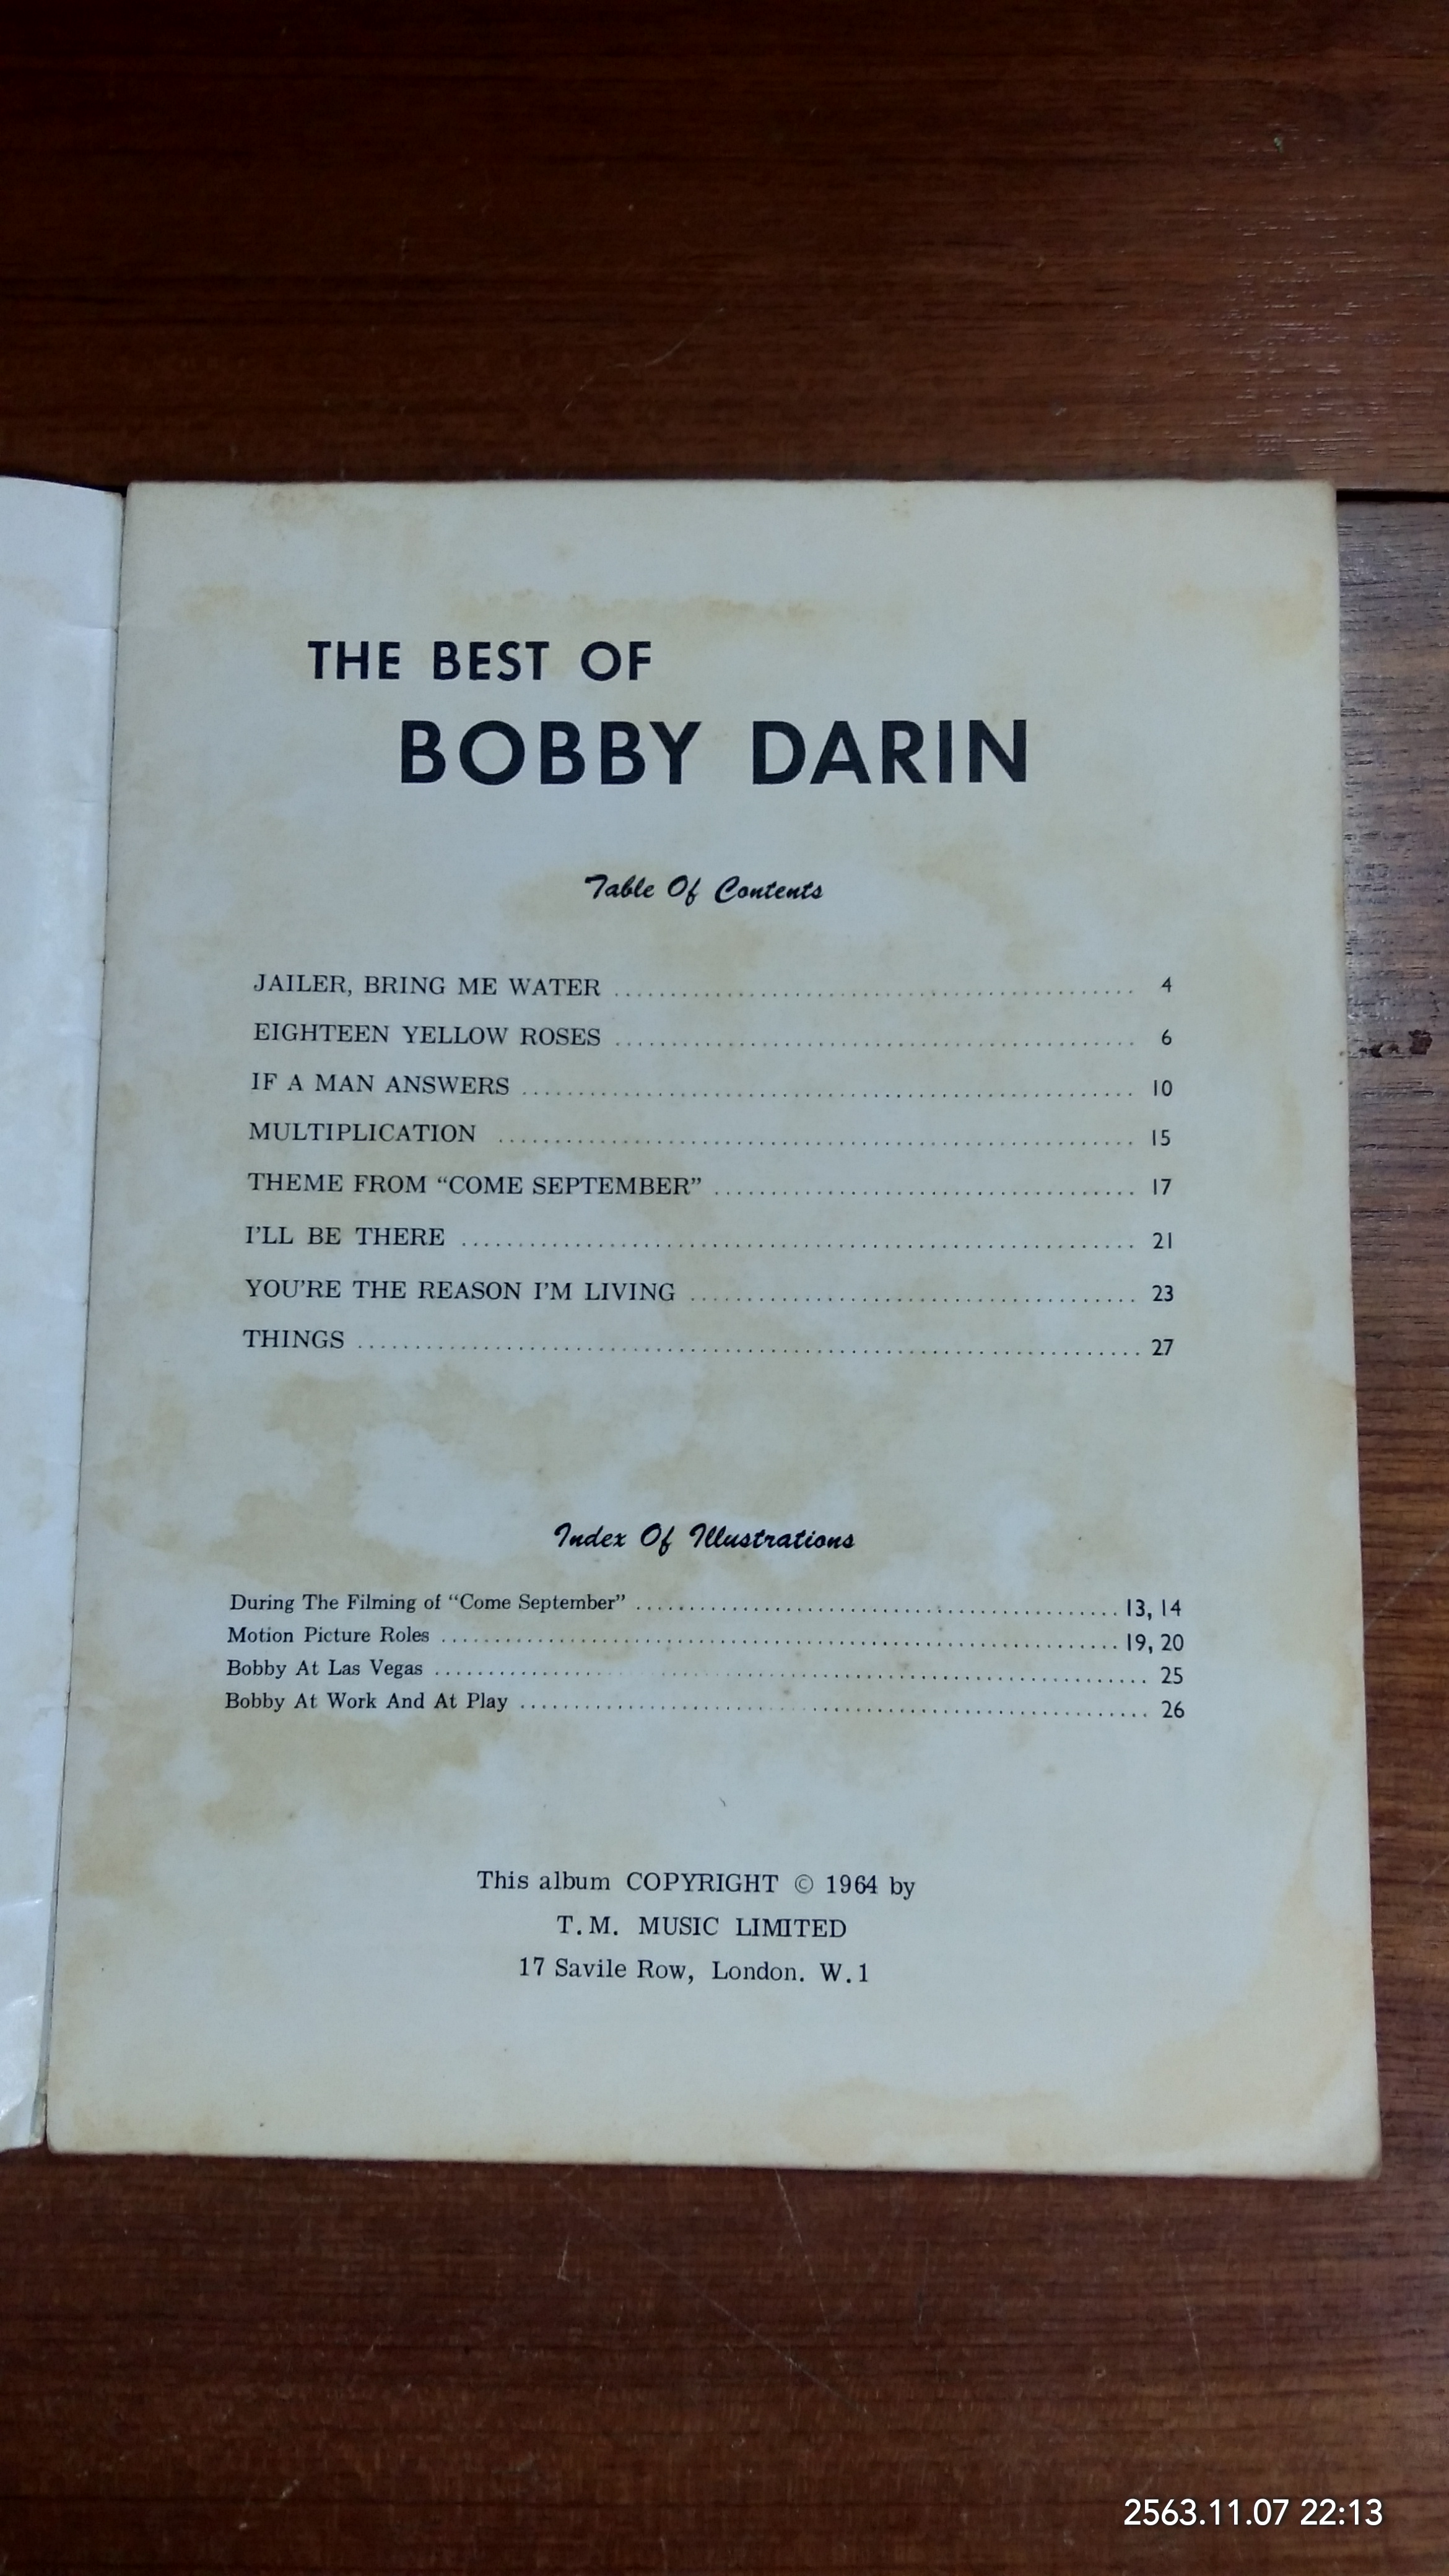 THE BEST OF
BOBBY DARIN
Table Of Contents
JAILER, BRING ME WATER ........................................ 4
EIGHTEEN YELLOW ROSES ........................................ 6
IF A MAN ANSWERS ........................................ 10
MULTIPLICATION ........................................ 15
THEME FROM “COME SEPTEMBER” ........................................ 17
I’LL BE THERE ........................................ 21
YOU’RE THE REASON I’M LIVING ........................................ 23
THINGS ........................................ 27
Index Of Illustrations
During The Filming of “Come September” ........................................ 13, 14
Motion Picture Roles ........................................ 19, 20
Bobby At Las Vegas ........................................ 25
Bobby At Work And At Play ........................................ 26
This album COPYRIGHT © 1964 by
T.M. MUSIC LIMITED
17 Savile Row, London. W.1
2563.11.07 22:13